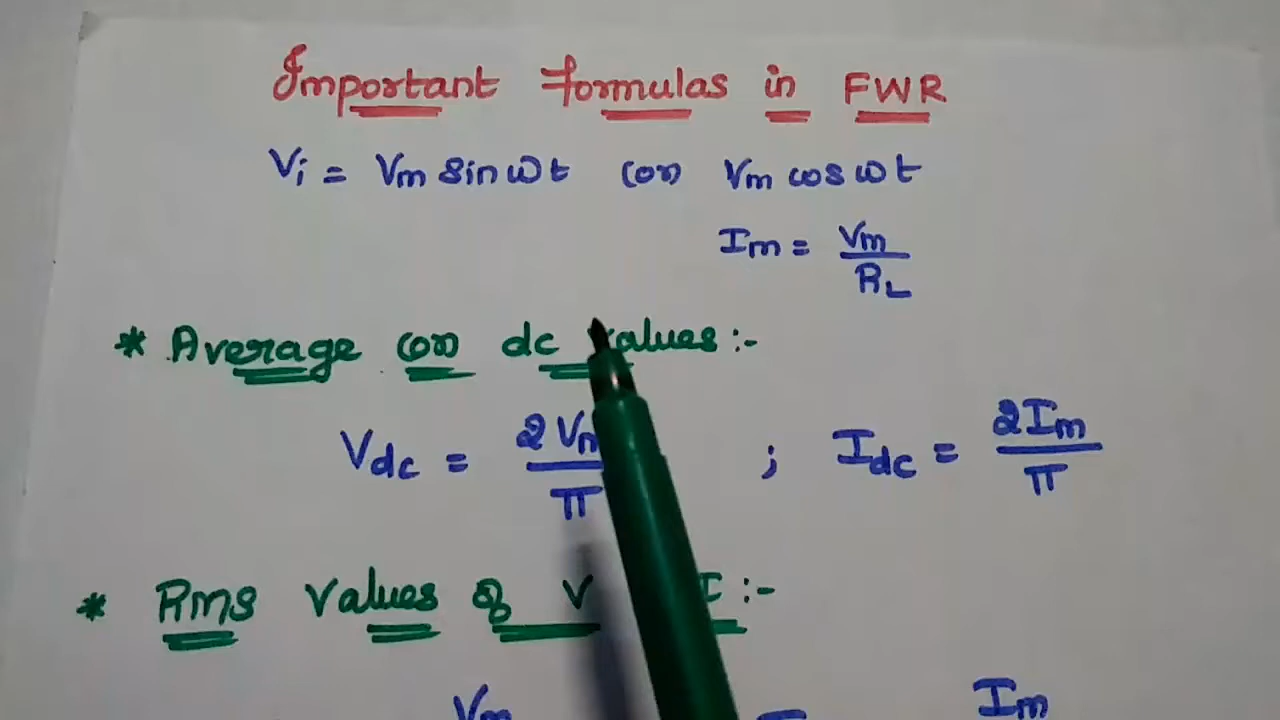 Important Formulas in FWR
Vi = Vm sin ωt (or) Vm cos ωt
Im = Vm / RL
* Average (or) dc values :-
Vdc = 2Vm / π ; Idc = 2Im / π
* Rms values of V I :-
Vm Im